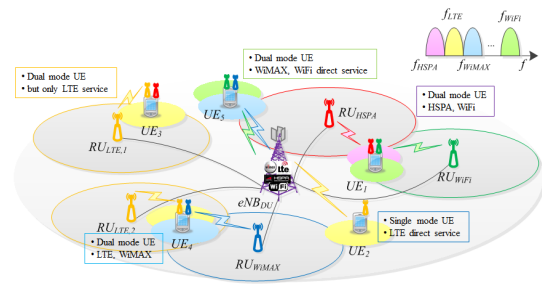 f_LTE
f_WiFi
...
f_HSPA
f_WiMAX
f
• Dual mode UE
• WiMAX, WiFi direct service
• Dual mode UE
• but only LTE service
• Dual mode UE
• HSPA, WiFi
UE_3
UE_5
RU_HSPA
RU_LTE,1
Lte
UE_1
RU_WiFi
WiFi
eNB_DU
RU_LTE,2
• Single mode UE
• LTE direct service
• Dual mode UE
• LTE, WiMAX
UE_4
UE_2
RU_WiMAX